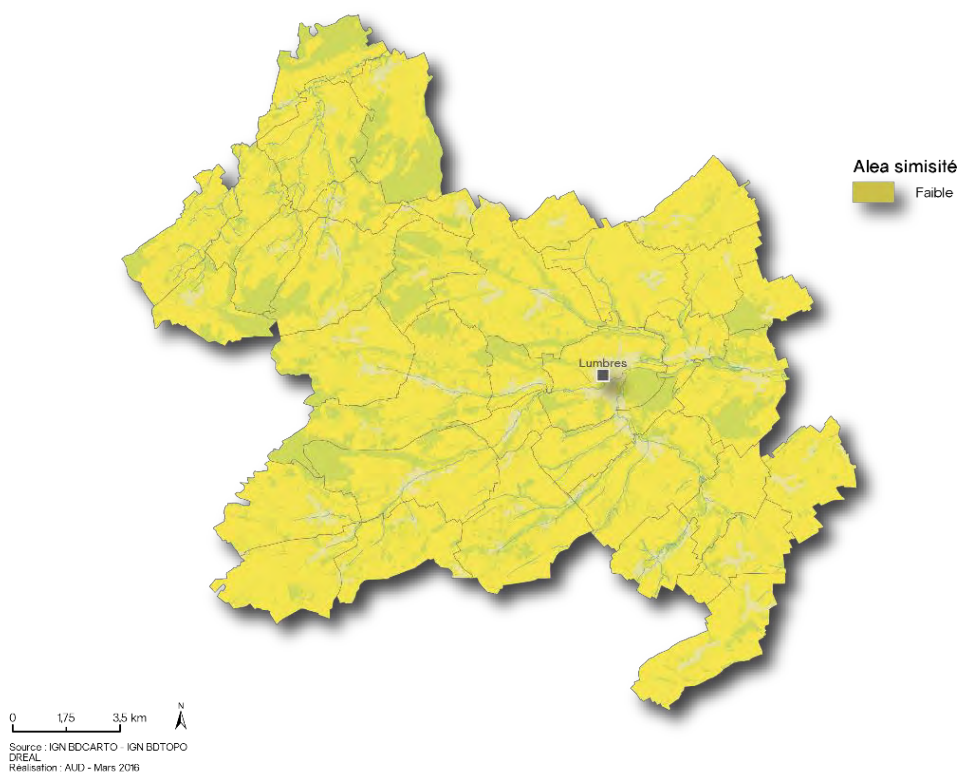 Alea simisité
Faible
Lumbres
0 1,75 3,5 km
N
Source : IGN BDCARTO - IGN BDTOPO
DREAL
Réalisation : AUD - Mars 2016